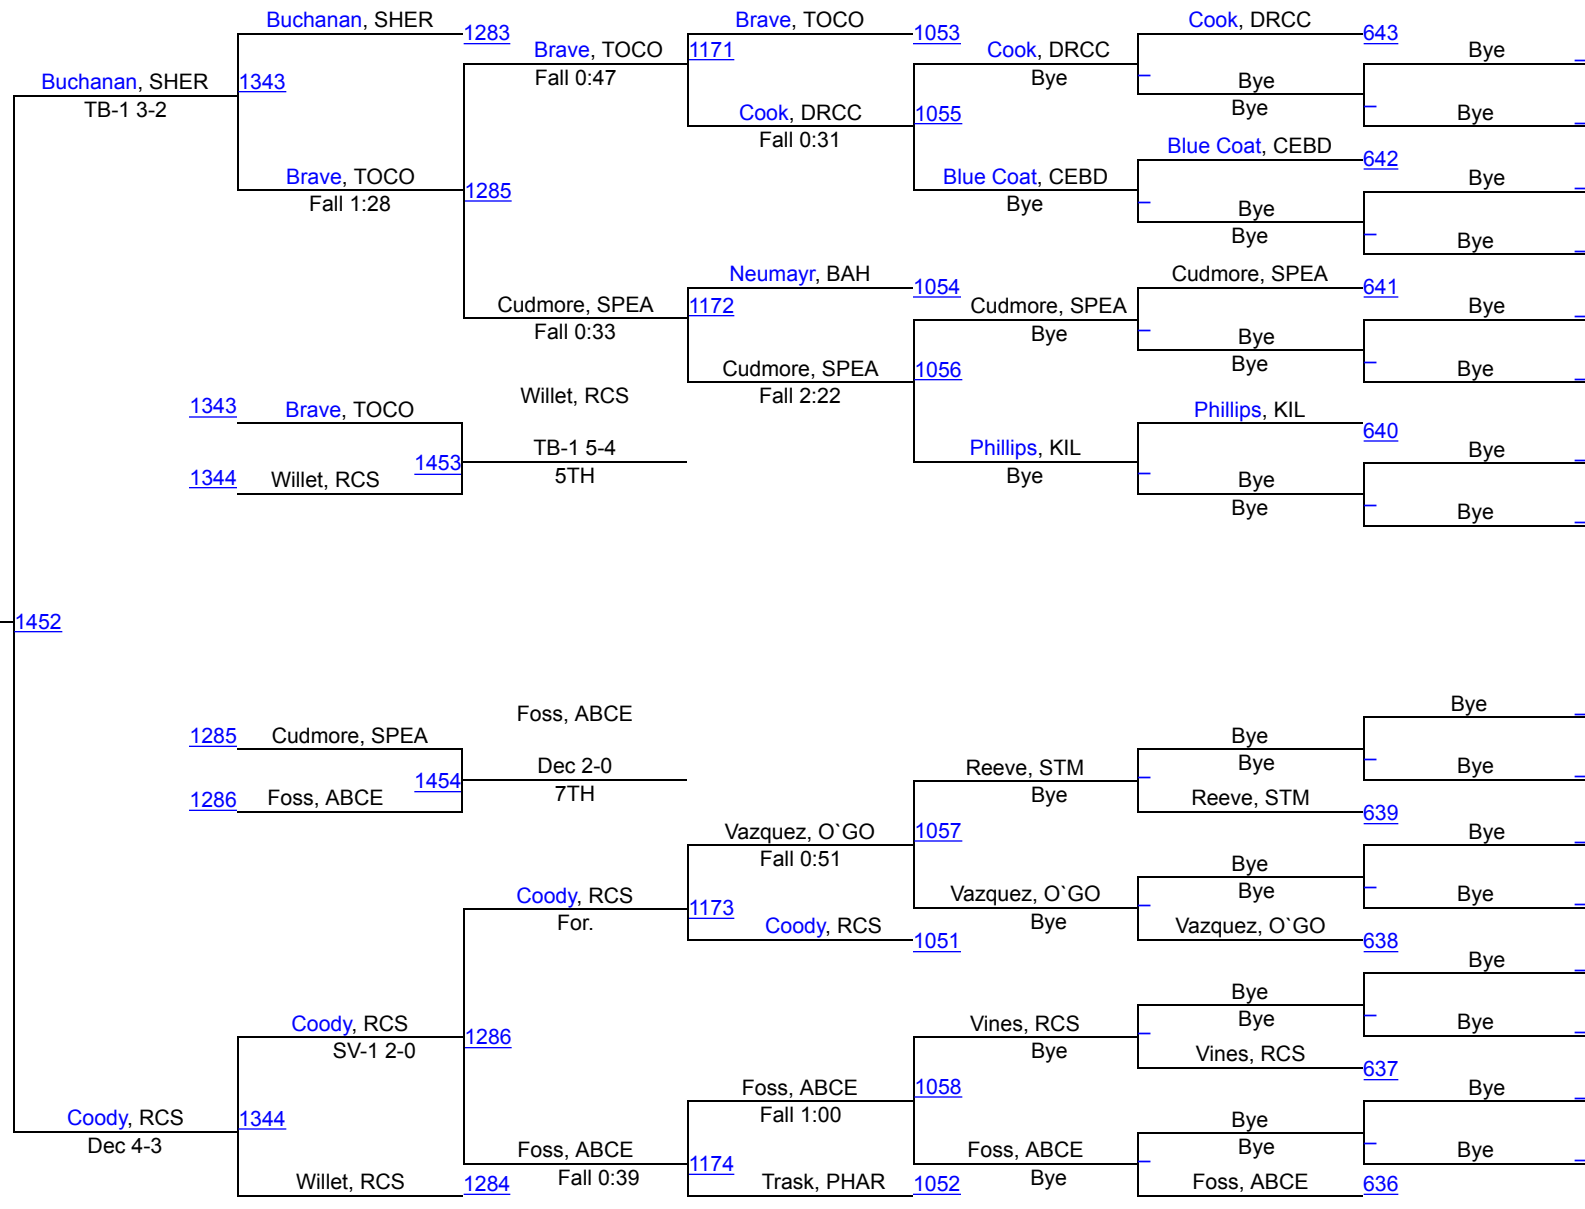 Buchanan, SHER
Brave, TOCO
Cook, DRCC
1283
1053
643
Brave, TOCO
1171
Cook, DRCC
Bye
Fall 0:47
Bye
Bye
Buchanan, SHER
1343
Bye
TB-1 3-2
Cook, DRCC
1055
Bye
Bye
Fall 0:31
Blue Coat, CEBD
642
Brave, TOCO
1285
Blue Coat, CEBD
Bye
Fall 1:28
Bye
Bye
Bye
Bye
Neumayr, BAH
1054
Cudmore, SPEA
641
Cudmore, SPEA
1172
Cudmore, SPEA
Bye
Fall 0:33
Bye
Bye
Bye
Cudmore, SPEA
1056
Bye
Willet, RCS
Fall 2:22
1343
Brave, TOCO
Phillips, KIL
640
TB-1 5-4
Phillips, KIL
Bye
1453
1344
Willet, RCS
5TH
Bye
Bye
Bye
Bye
1452
Foss, ABCE
Bye
1285
Cudmore, SPEA
Bye
Dec 2-0
Reeve, STM
Bye
Bye
1454
7TH
Bye
1286
Foss, ABCE
Reeve, STM
639
Vazquez, O`GO
1057
Bye
Fall 0:51
Bye
Coody, RCS
1173
Vazquez, O`GO
Bye
Bye
For.
Coody, RCS
1051
Bye
Vazquez, O`GO
638
Bye
Bye
Coody, RCS
1286
Vines, RCS
Bye
Bye
SV-1 2-0
Bye
Vines, RCS
637
Foss, ABCE
1058
Bye
Coody, RCS
1344
Fall 1:00
Bye
Dec 4-3
Foss, ABCE
1174
Foss, ABCE
Bye
Bye
Fall 0:39
Bye
Willet, RCS
1284
Trask, PHAR
1052
Foss, ABCE
636